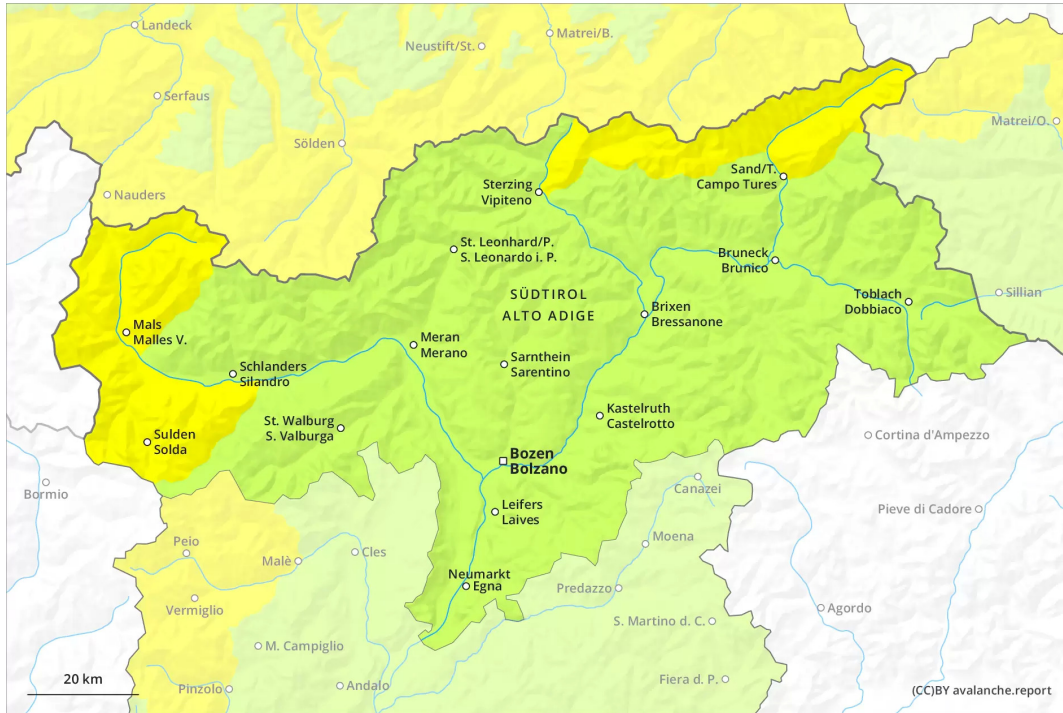 Landeck
Matrei/B.
Neustift/St.
Serfaus
Matrei/O.
Sölden
Sand/T.
Campo Tures
Sterzing
Vipiteno
Nauders
St. Leonhard/P.
S. Leonardo i. P.
Bruneck
Brunico
SÜDTIROL
ALTO ADIGE
Toblach
Dobbiaco
Sillian
Brixen
Bressanone
Mals
Malles V.
Meran
Merano
Sarnthein
Sarentino
Schlanders
Silandro
Kastelruth
Castelrotto
St. Walburg
S. Valburga
Sulden
Solda
Cortina d'Ampezzo
Bozen
Bolzano
Bormio
Canazei
Leifers
Laives
Pieve di Cadore
Moena
Peio
Cles
Malè
Neumarkt
Egna
Predazzo
Vermiglio
Agordo
S. Martino d. C.
M. Campiglio
20 km
Pinzolo
Andalo
Fiera d. P.
(CC)BY avalanche.report